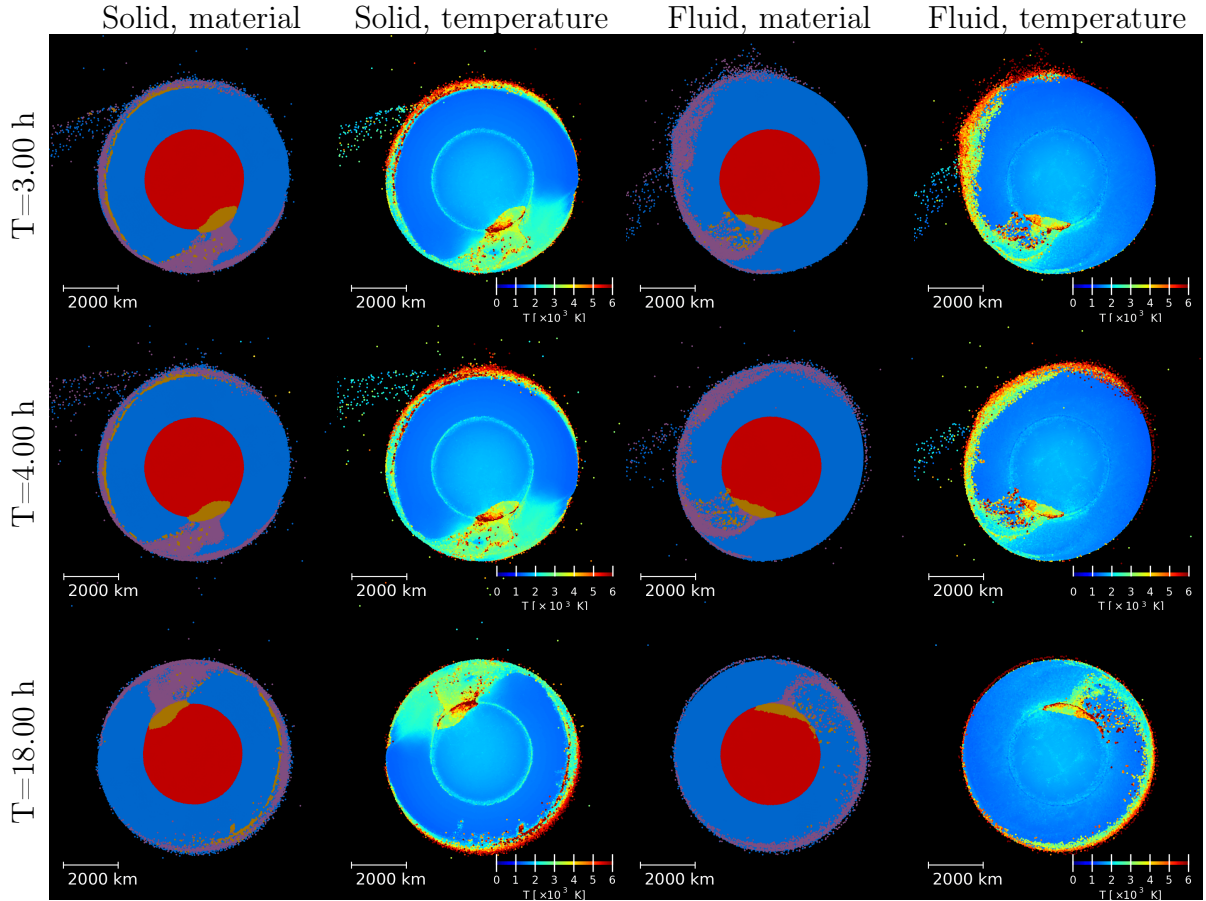 Solid, material Solid, temperature Fluid, material Fluid, temperature
T=3.00 h
2000 km 2000 km 0 1 2 3 4 5 6 2000 km 2000 km 0 1 2 3 4 5 6
T [×10³ K] T [×10³ K]
T=4.00 h
2000 km 2000 km 0 1 2 3 4 5 6 2000 km 2000 km 0 1 2 3 4 5 6
T [×10³ K] T [×10³ K]
T=18.00 h
2000 km 2000 km 0 1 2 3 4 5 6 2000 km 2000 km 0 1 2 3 4 5 6
T [×10³ K] T [×10³ K]